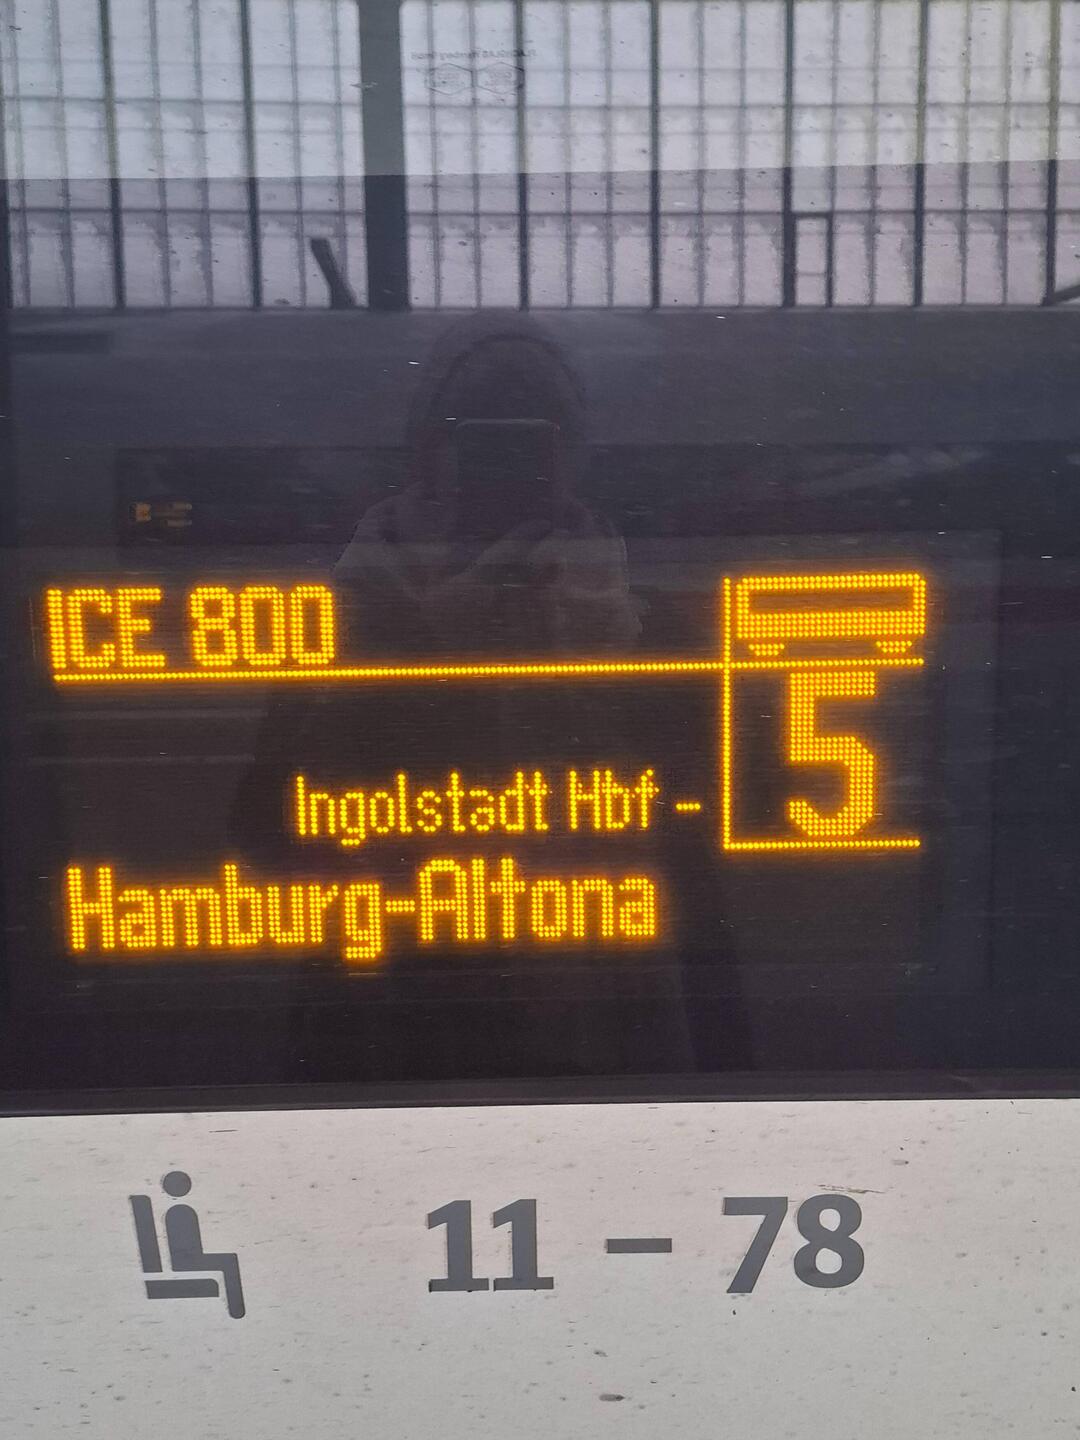 ICE 800
5
Ingolstadt Hbf -
Hamburg-Altona
11 – 78